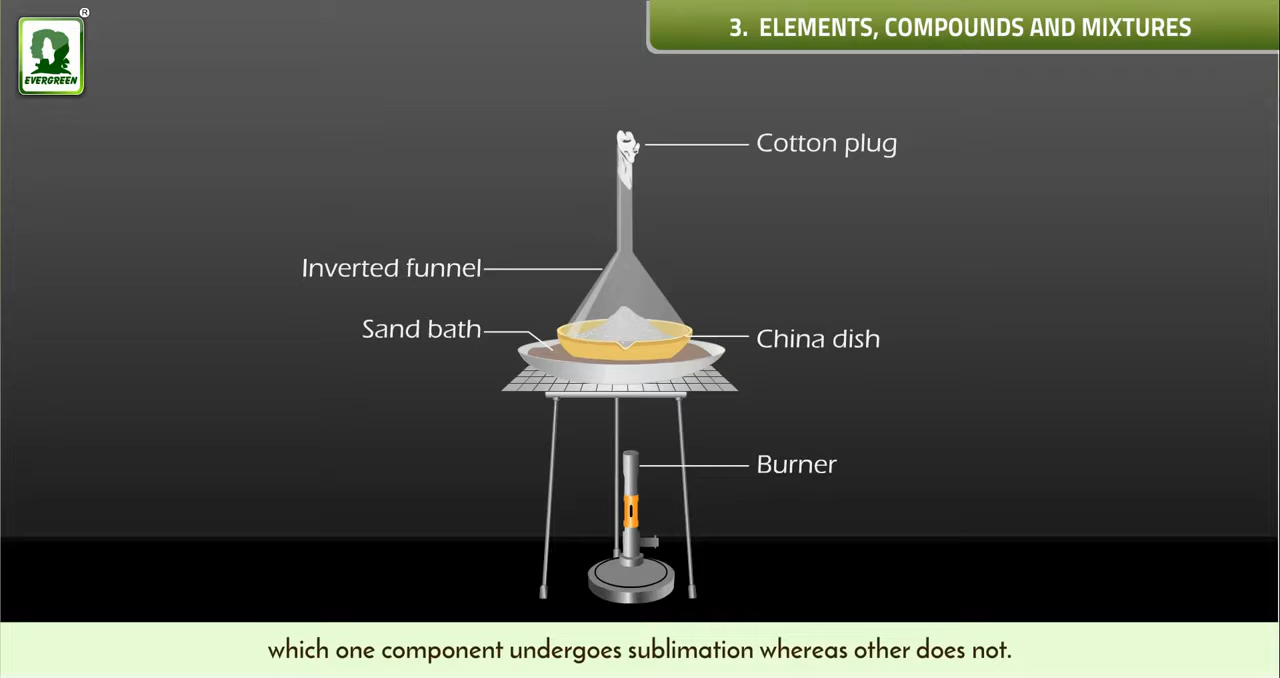 ®
EVERGREEN
3. ELEMENTS, COMPOUNDS AND MIXTURES
Cotton plug
Inverted funnel
Sand bath
China dish
Burner
which one component undergoes sublimation whereas other does not.